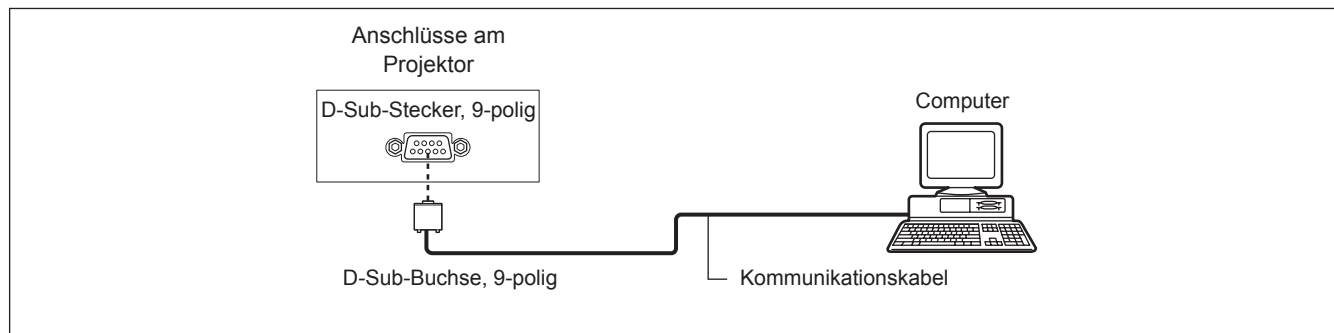 Anschlüsse am
Projektor
D-Sub-Stecker, 9-polig
Computer
D-Sub-Buchse, 9-polig
Kommunikationskabel